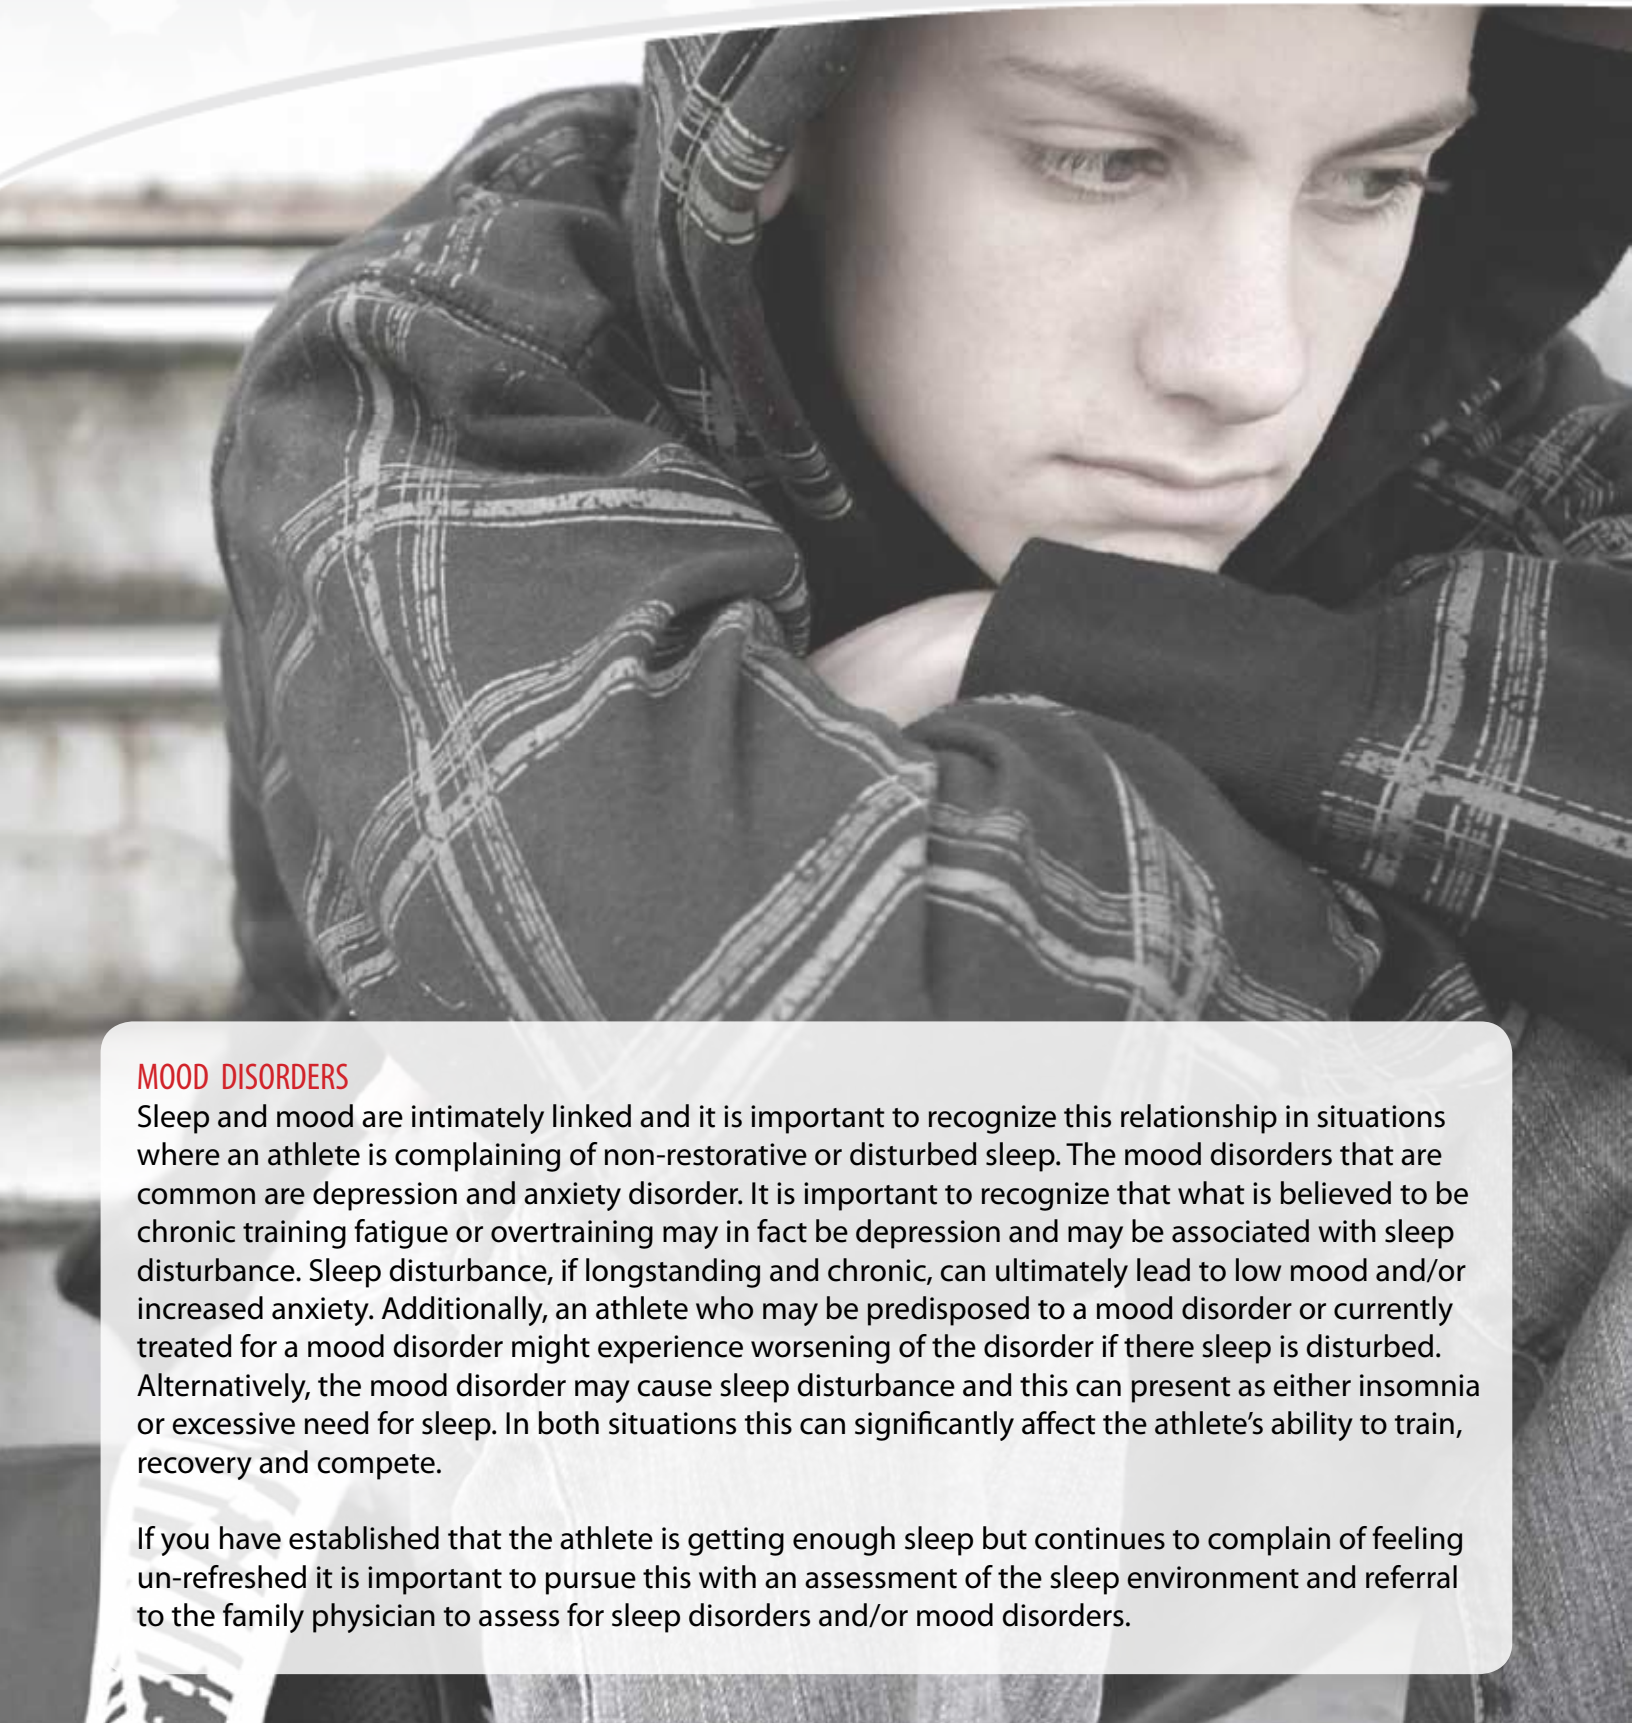 MOOD DISORDERS
Sleep and mood are intimately linked and it is important to recognize this relationship in situations
where an athlete is complaining of non-restorative or disturbed sleep. The mood disorders that are
common are depression and anxiety disorder. It is important to recognize that what is believed to be
chronic training fatigue or overtraining may in fact be depression and may be associated with sleep
disturbance. Sleep disturbance, if longstanding and chronic, can ultimately lead to low mood and/or
increased anxiety. Additionally, an athlete who may be predisposed to a mood disorder or currently
treated for a mood disorder might experience worsening of the disorder if there sleep is disturbed.
Alternatively, the mood disorder may cause sleep disturbance and this can present as either insomnia
or excessive need for sleep. In both situations this can significantly affect the athlete’s ability to train,
recovery and compete.
If you have established that the athlete is getting enough sleep but continues to complain of feeling
un-refreshed it is important to pursue this with an assessment of the sleep environment and referral
to the family physician to assess for sleep disorders and/or mood disorders.